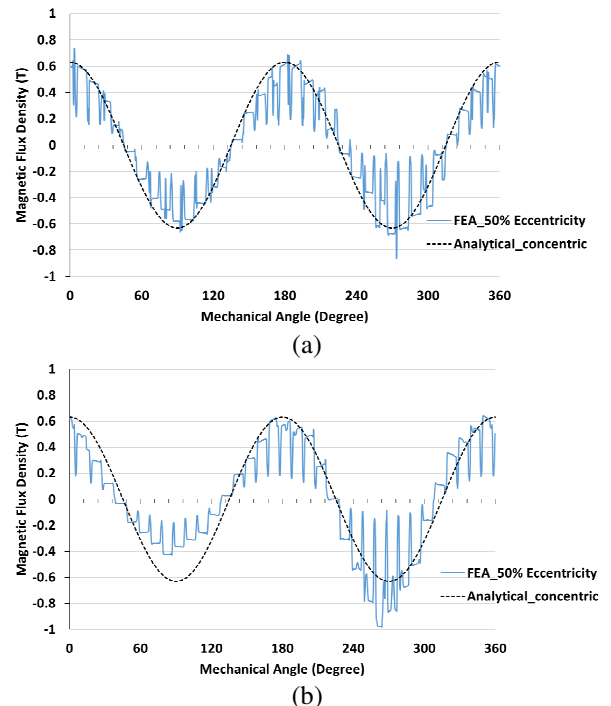 1
0.8
0.6
0.4
0.2
0
-0.2
-0.4
-0.6
-0.8
-1
Magnetic Flux Density (T)
FEA_50% Eccentricity
Analytical_concentric
0 60 120 180 240 300 360
Mechanical Angle (Degree)
(a)
1
0.8
0.6
0.4
0.2
0
-0.2
-0.4
-0.6
-0.8
-1
Magnetic Flux Density (T)
FEA_50% Eccentricity
Analytical_concentric
0 60 120 180 240 300 360
Mechanical Angle (Degree)
(b)